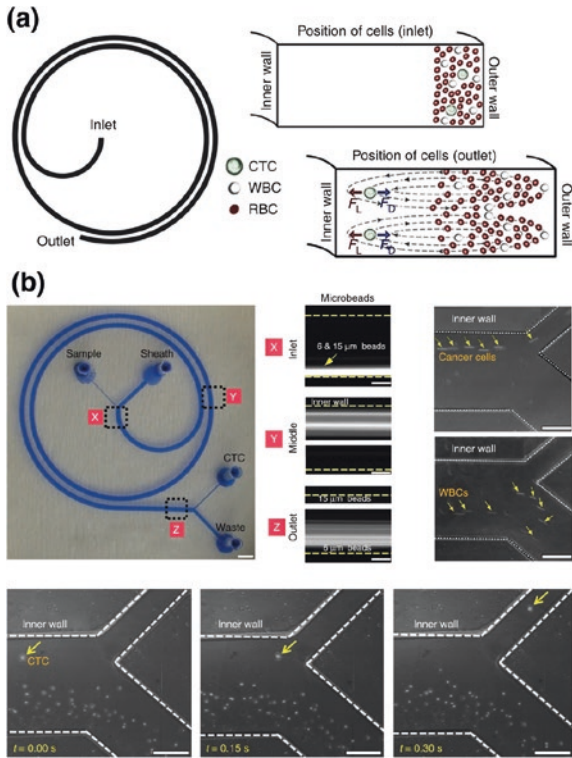 (a)
Position of cells (inlet)
Inner wall
Outer wall
Inlet
Outlet
CTC
WBC
RBC
Position of cells (outlet)
Inner wall
Outer wall
F_L F_D
F_L F_D
(b)
Sample
Sheath
X
Y
Z
CTC
Waste
Microbeads
X
Inlet
6 & 15 µm beads
Y
Middle
Inner wall
Z
Outlet
15 µm beads
6 µm beads
Inner wall
Cancer cells
Inner wall
WBCs
Inner wall
CTC
t = 0.00 s
Inner wall
t = 0.15 s
Inner wall
t = 0.30 s